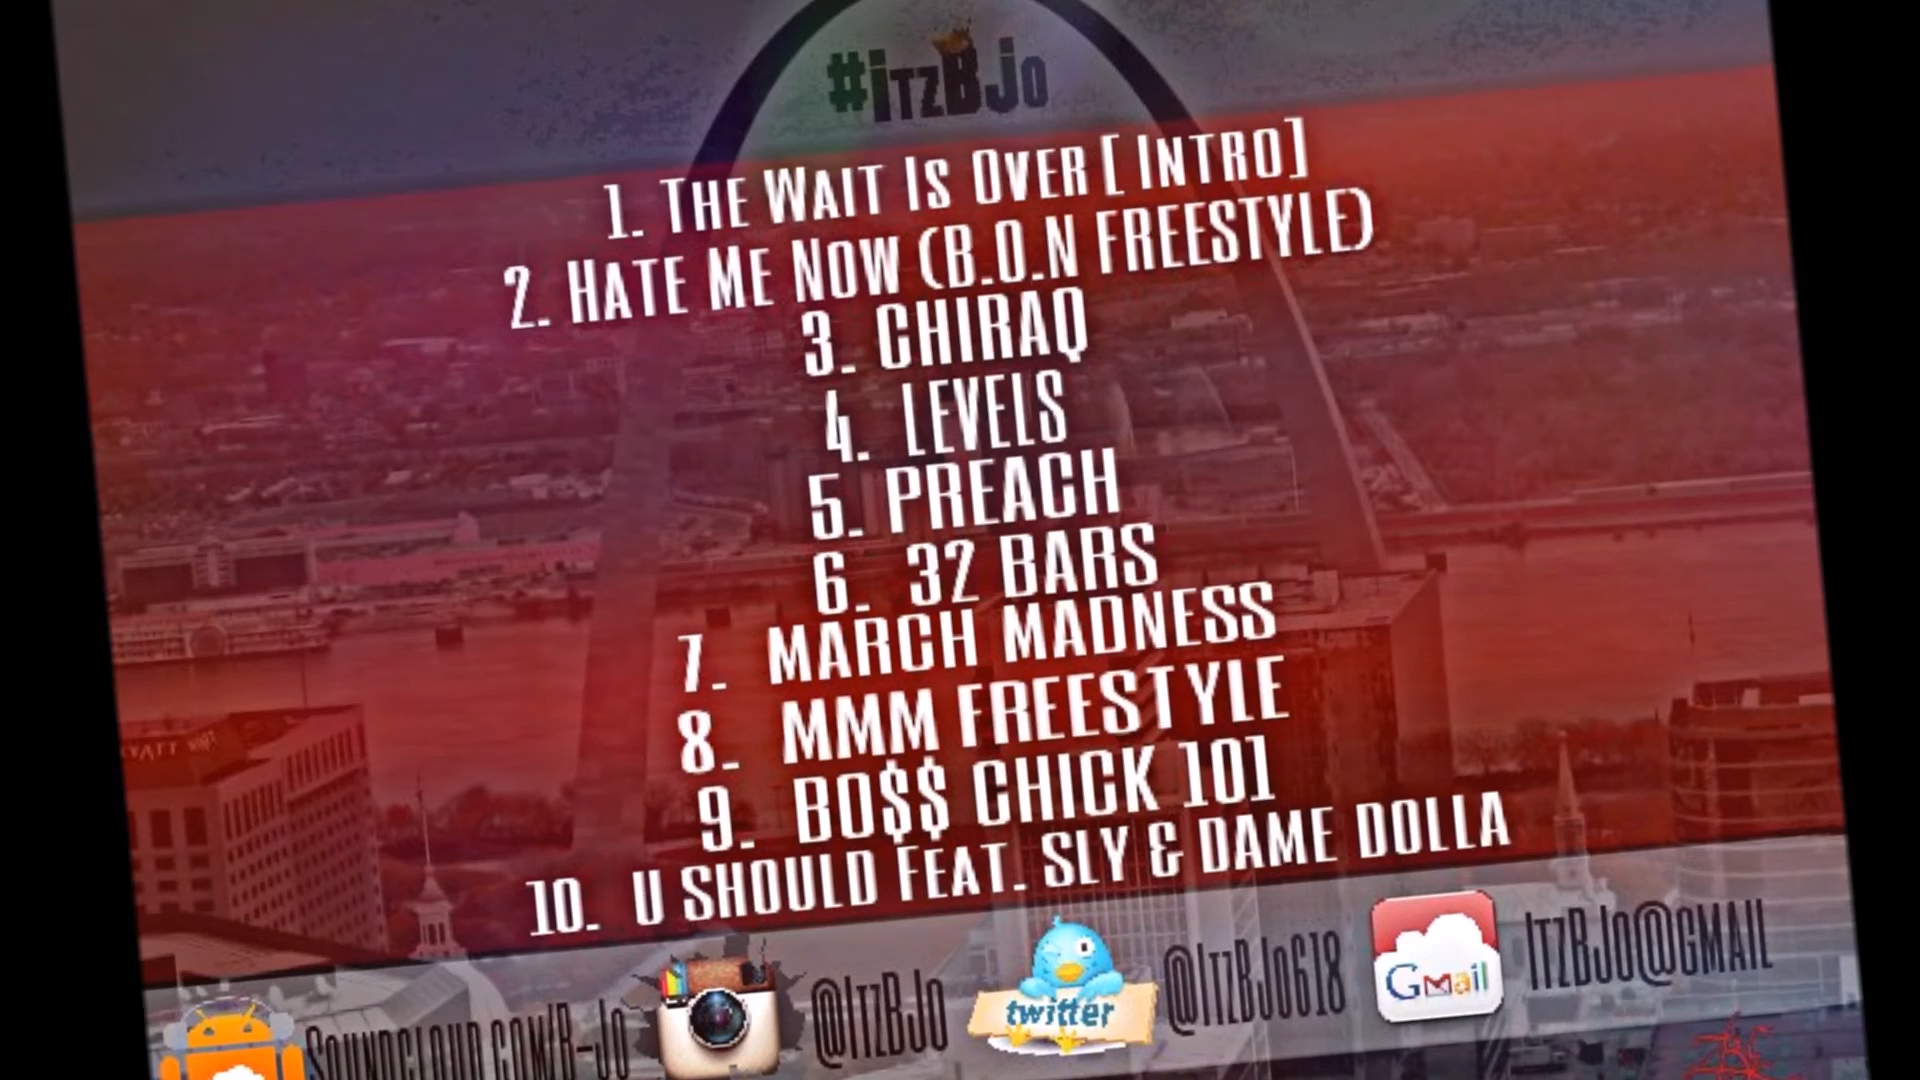 #ItzBJo
1. The Wait Is Over [ Intro]
2. Hate Me Now (B.O.N FREESTYLE)
3. CHIRAQ
4. LEVELS
5. PREACH
6. 32 BARS
7. MARCH MADNESS
8. MMM FREESTYLE
9. BO$$ CHICK 101
10. U Should Feat. SLY & DAME DOLLA
Soundcloud.com/B-Jo @ItzBJo twitter @ItzBJo618 Gmail ItzBJo@gmail
HYATT